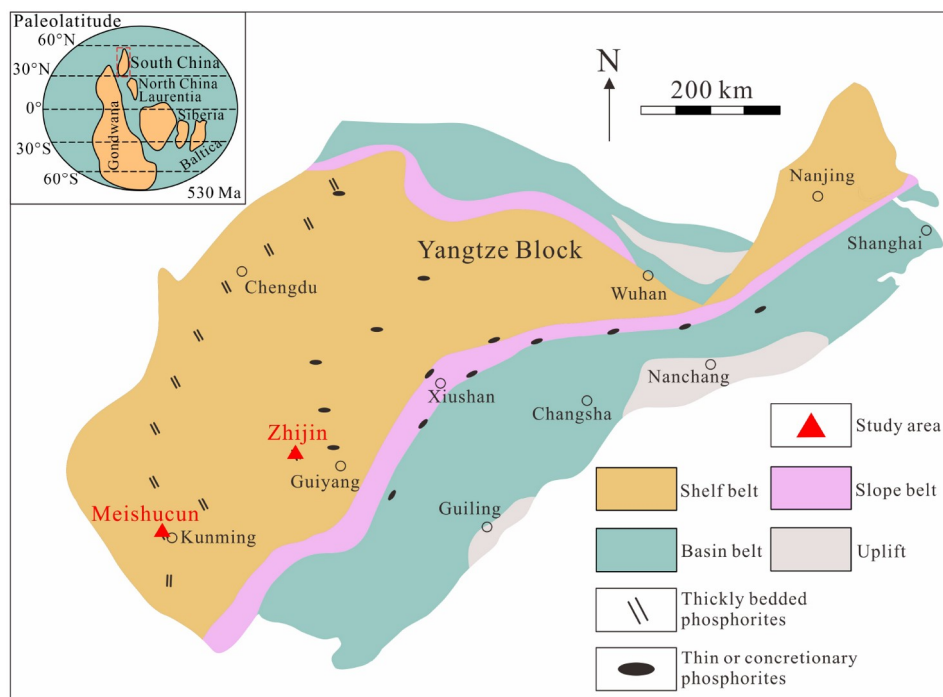 Paleolatitude
60°N
30°N
0°
30°S
60°S
South China
North China
Laurentia
Siberia
Gondwana
Baltica
530 Ma
N
200 km
Nanjing
Shanghai
Yangtze Block
Chengdu
Wuhan
Nanchang
Xiushan
Changsha
Zhijin
Guiyang
Meishucun
Kunming
Guiling
Study area
Shelf belt
Slope belt
Basin belt
Uplift
Thickly bedded
phosphorites
Thin or concretionary
phosphorites